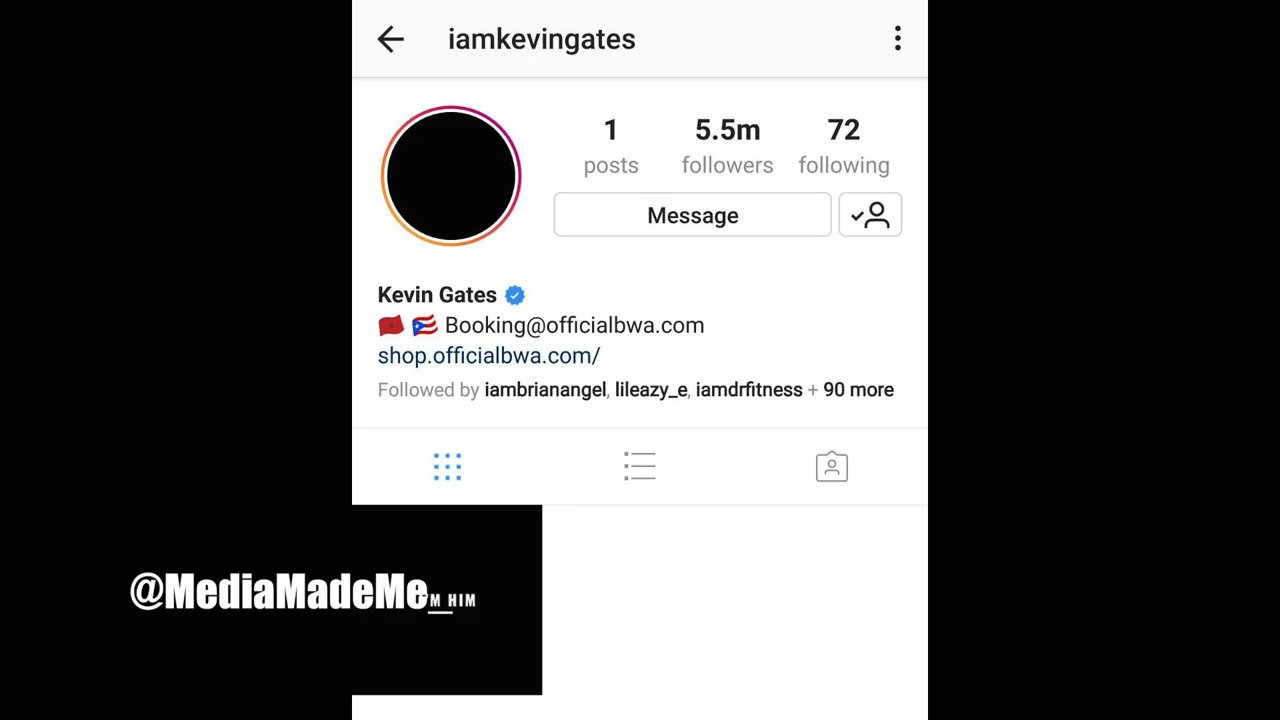 iamkevingates
1 5.5m 72
posts followers following
Message
Kevin Gates
Booking@officialbwa.com
shop.officialbwa.com/
Followed by iambrianangel, lileazy_e, iamdrfitness + 90 more
@MediaMadeMe
M HIM